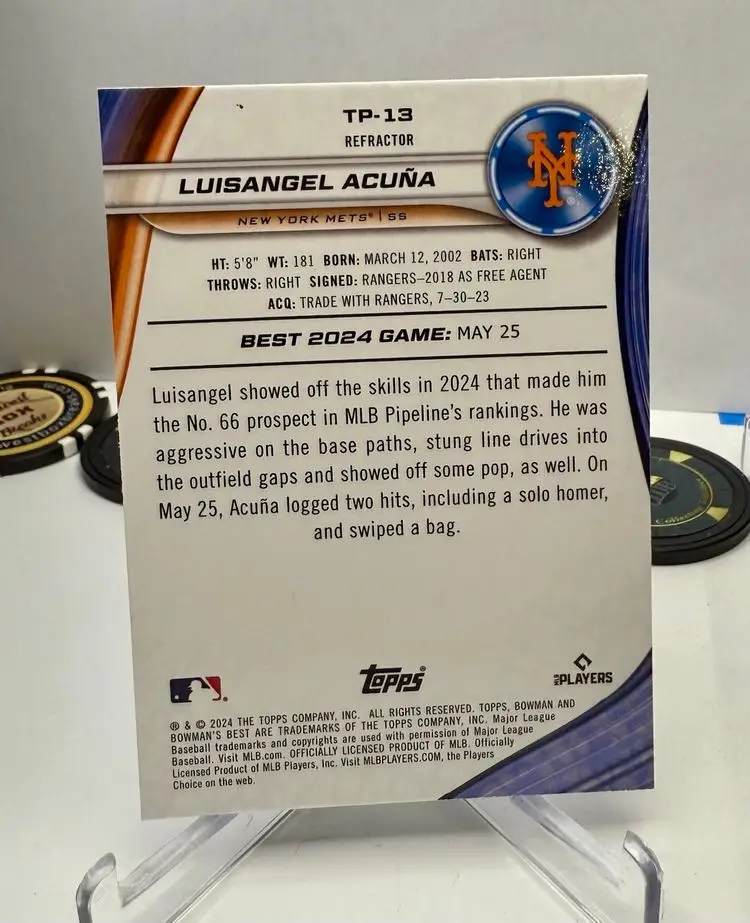 TP-13
REFRACTOR
LUISANGEL ACUÑA
NEW YORK METS® | SS
NY
HT: 5'8" WT: 181 BORN: MARCH 12, 2002 BATS: RIGHT
THROWS: RIGHT SIGNED: RANGERS–2018 AS FREE AGENT
ACQ: TRADE WITH RANGERS, 7–30–23
BEST 2024 GAME: MAY 25
Luisangel showed off the skills in 2024 that made him
the No. 66 prospect in MLB Pipeline's rankings. He was
aggressive on the base paths, stung line drives into
the outfield gaps and showed off some pop, as well. On
May 25, Acuña logged two hits, including a solo homer,
and swiped a bag.
Topps®
MLB PLAYERS
® & © 2024 THE TOPPS COMPANY, INC. ALL RIGHTS RESERVED. TOPPS, BOWMAN AND
BOWMAN'S BEST ARE TRADEMARKS OF THE TOPPS COMPANY, INC. Major League
Baseball trademarks and copyrights are used with permission of Major League
Baseball. Visit MLB.com. OFFICIALLY LICENSED PRODUCT OF MLB. Officially
Licensed Product of MLB Players, Inc. Visit MLBPLAYERS.COM, the Players
Choice on the web.